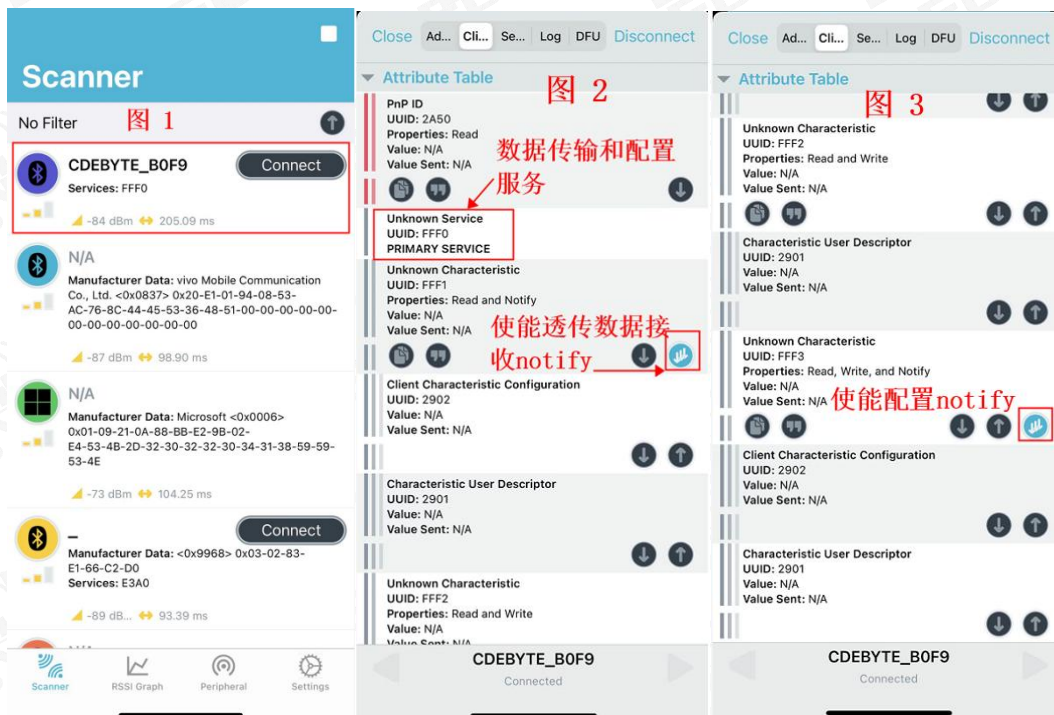 Scanner
图 1
No Filter
CDEBYTE_B0F9
Connect
Services: FFF0
-84 dBm 205.09 ms
N/A
Manufacturer Data: vivo Mobile Communication
Co., Ltd. <0x0837> 0x20-E1-01-94-08-53-
AC-76-8C-44-45-53-36-48-51-00-00-00-00-00-
00-00-00-00-00-00-00
-87 dBm 98.90 ms
N/A
Manufacturer Data: Microsoft <0x0006>
0x01-09-21-0A-88-BB-E2-9B-02-
E4-53-4B-2D-32-30-32-32-30-34-31-38-59-59-
53-4E
-73 dBm 104.25 ms
–
Connect
Manufacturer Data: <0x9968> 0x03-02-83-
E1-66-C2-D0
Services: E3A0
-89 dB... 93.39 ms
Scanner
RSSI Graph
Peripheral
Settings
Close Ad... Cli... Se... Log DFU Disconnect
Attribute Table
图 2
PnP ID
UUID: 2A50
Properties: Read
Value: N/A
Value Sent: N/A
数据传输和配置
服务
Unknown Service
UUID: FFF0
PRIMARY SERVICE
Unknown Characteristic
UUID: FFF1
Properties: Read and Notify
Value: N/A
Value Sent: N/A
使能透传数据接
收notify
Client Characteristic Configuration
UUID: 2902
Value: N/A
Value Sent: N/A
Characteristic User Descriptor
UUID: 2901
Value: N/A
Value Sent: N/A
Unknown Characteristic
UUID: FFF2
Properties: Read and Write
Value: N/A
Value Sent: N/A
CDEBYTE_B0F9
Connected
Close Ad... Cli... Se... Log DFU Disconnect
Attribute Table
图 3
Unknown Characteristic
UUID: FFF2
Properties: Read and Write
Value: N/A
Value Sent: N/A
Characteristic User Descriptor
UUID: 2901
Value: N/A
Value Sent: N/A
Unknown Characteristic
UUID: FFF3
Properties: Read, Write, and Notify
Value: N/A
Value Sent: N/A
使能配置notify
Client Characteristic Configuration
UUID: 2902
Value: N/A
Value Sent: N/A
Characteristic User Descriptor
UUID: 2901
Value: N/A
Value Sent: N/A
CDEBYTE_B0F9
Connected